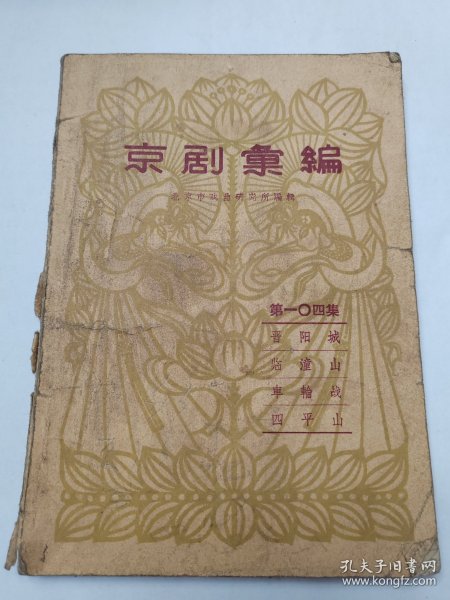 京剧彙編
北京市戏曲研究所編輯
第一〇四集
晋阳城
临潼山
車輪战
四平山
孔夫子旧书网
www.kongfz.com